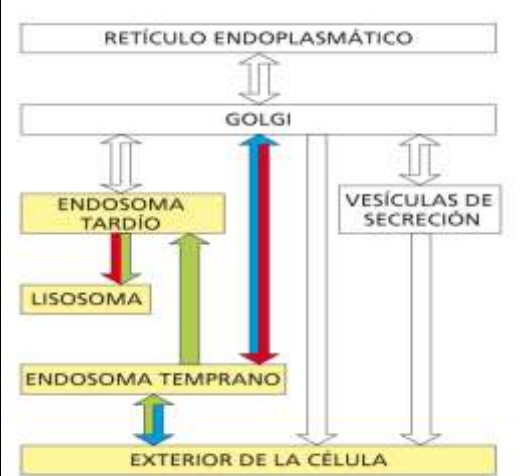 RETÍCULO ENDOPLASMÁTICO
GOLGI
ENDOSOMA
TARDÍO
VESÍCULAS DE
SECRECIÓN
LISOSOMA
ENDOSOMA TEMPRANO
EXTERIOR DE LA CÉLULA